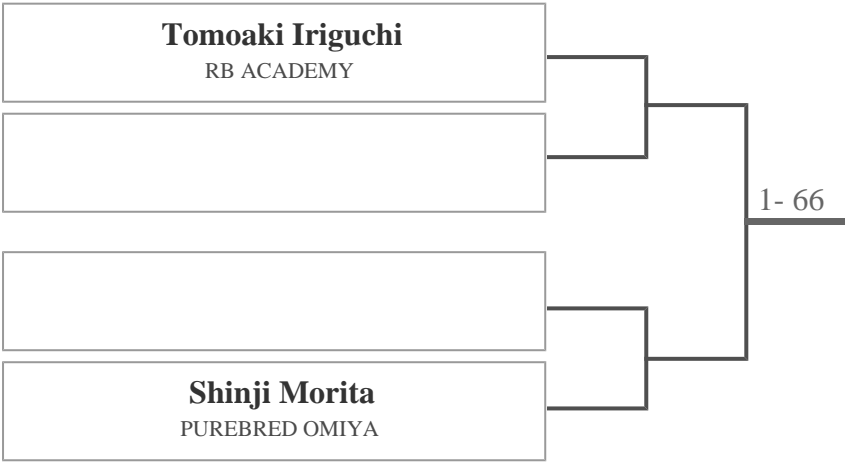 Tomoaki Iriguchi
RB ACADEMY
1- 66
Shinji Morita
PUREBRED OMIYA